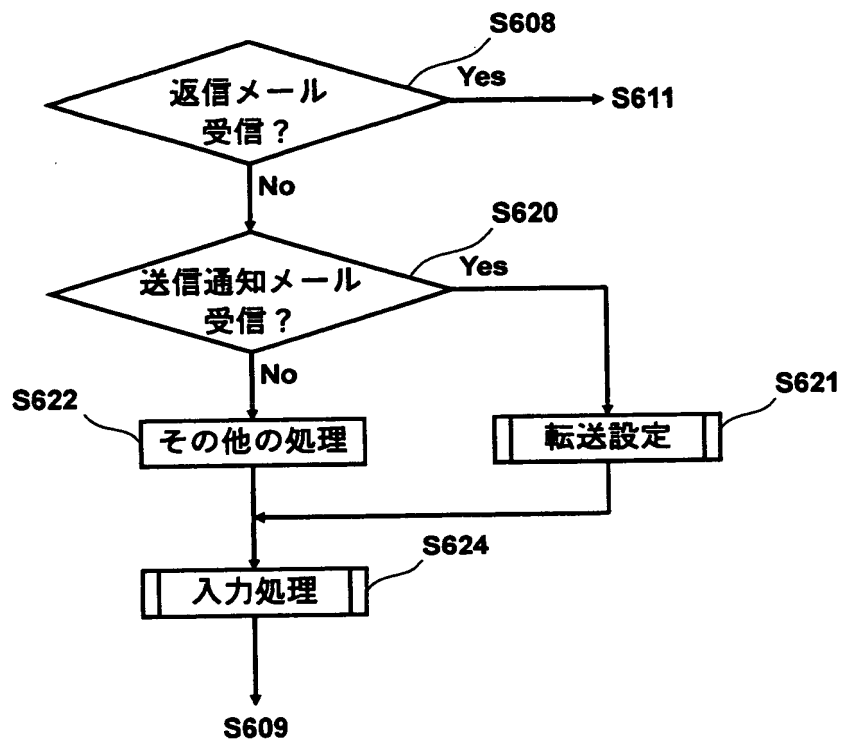 S608
返信メール
受信？
Yes
S611
No
S620
送信通知メール
受信？
Yes
No
S622
その他の処理
S621
転送設定
S624
入力処理
S609